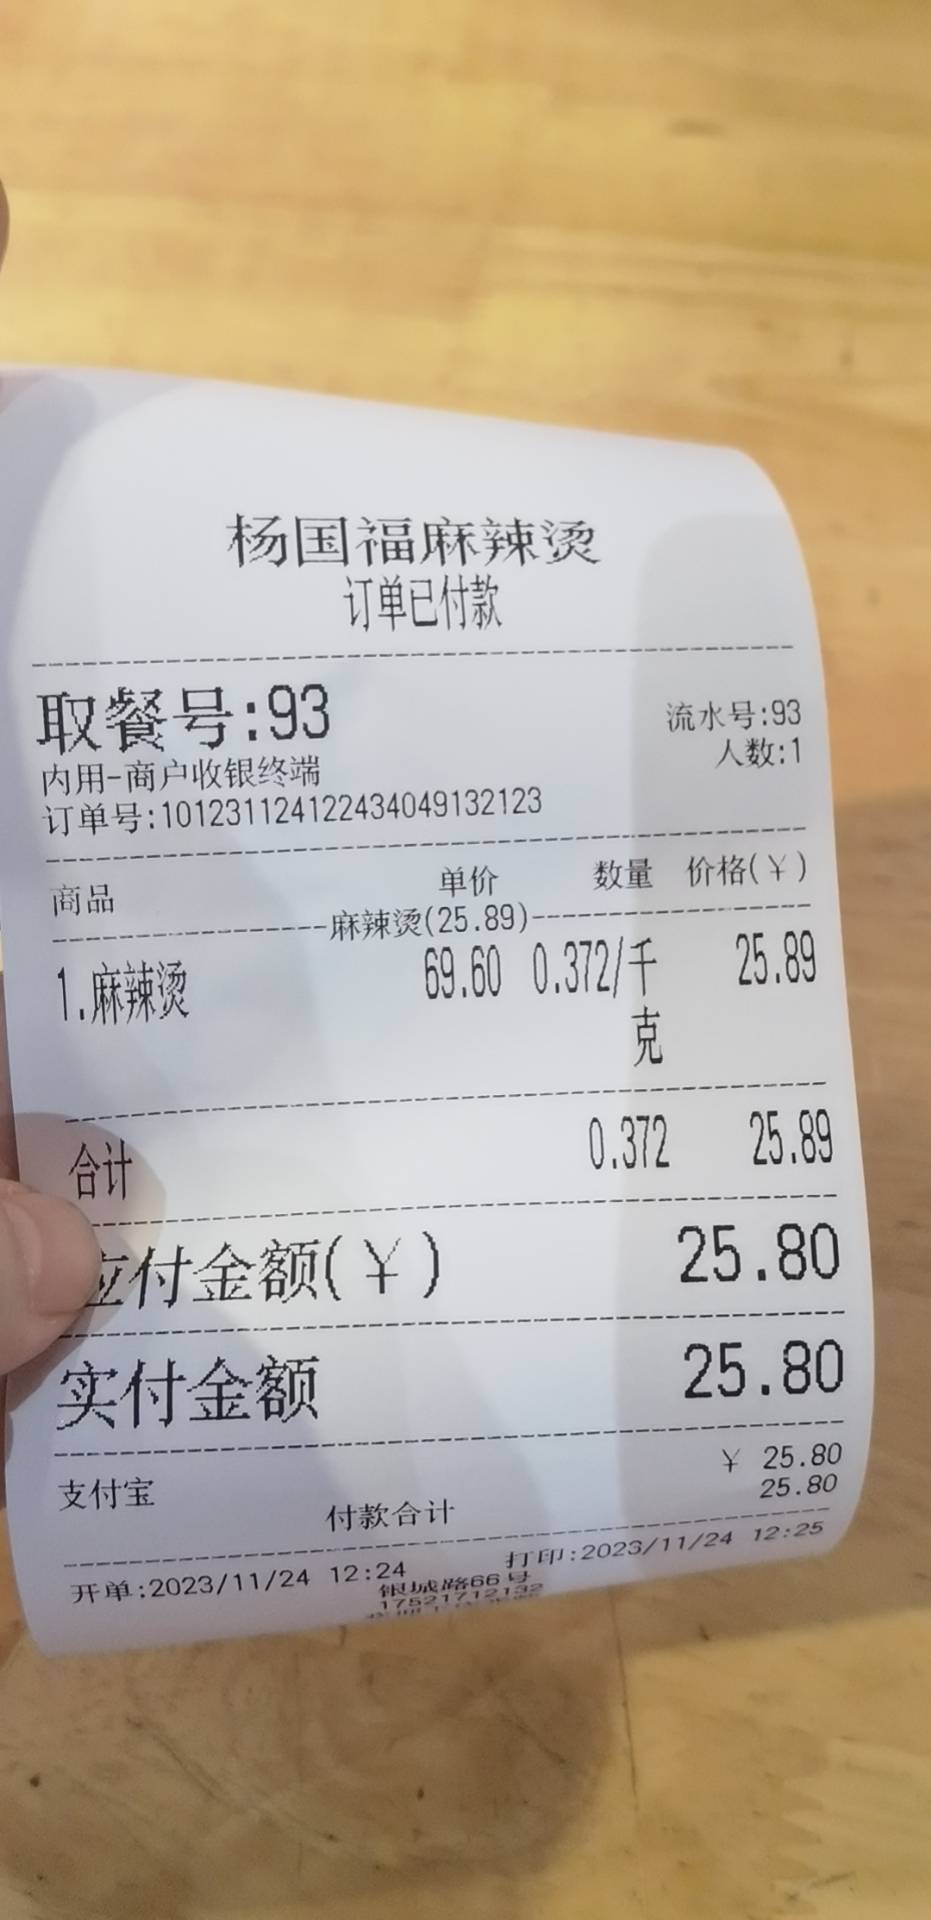 杨国福麻辣烫
订单已付款
取餐号:93
流水号:93
人数:1
内用-商户收银终端
订单号:101231124122434049132123
商品 单价 数量 价格(¥)
麻辣烫(25.89)
1.麻辣烫 69.60 0.372/千克 25.89
合计 0.372 25.89
应付金额(¥) 25.80
实付金额 25.80
支付宝 ¥ 25.80
付款合计 25.80
开单:2023/11/24 12:24 打印:2023/11/24 12:25
银城路66号
17521712132